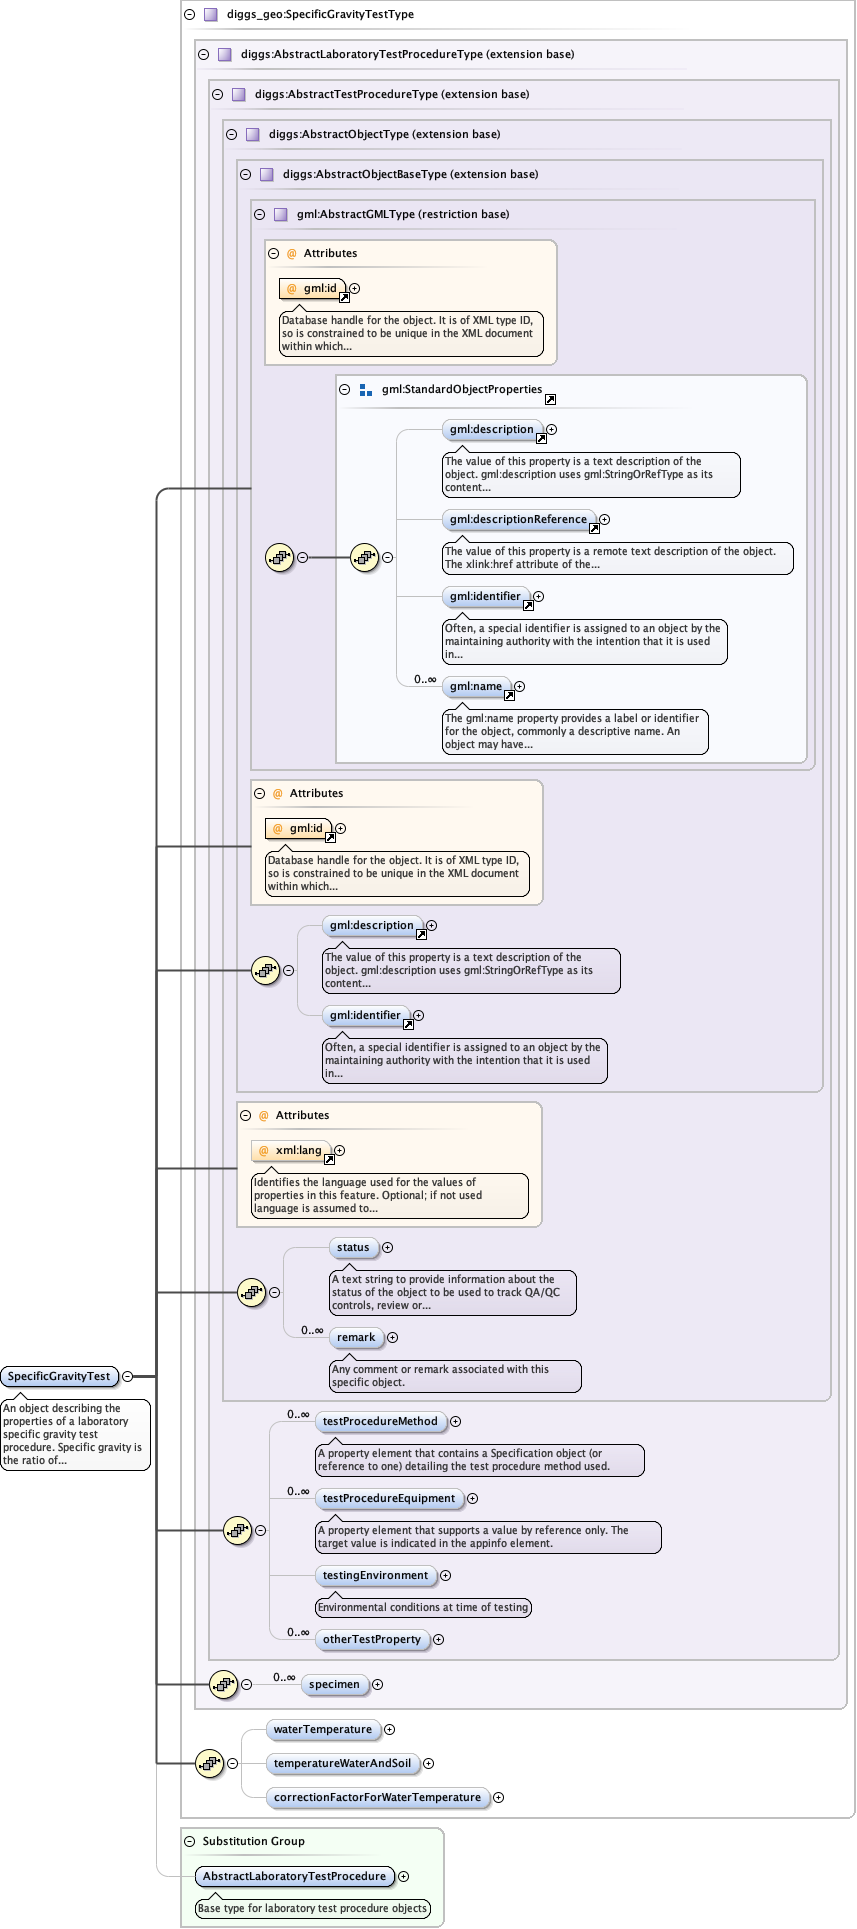 diggs_geo:SpecificGravityTestType
diggs:AbstractLaboratoryTestProcedureType (extension base)
diggs:AbstractTestProcedureType (extension base)
diggs:AbstractObjectType (extension base)
diggs:AbstractObjectBaseType (extension base)
gml:AbstractGMLType (restriction base)
@ Attributes
@ gml:id
Database handle for the object. It is of XML type ID,
so is constrained to be unique in the XML document
within which...
gml:StandardObjectProperties
gml:description
The value of this property is a text description of the
object. gml:description uses gml:StringOrRefType as its
content...
gml:descriptionReference
The value of this property is a remote text description of the object.
The xlink:href attribute of the...
gml:identifier
Often, a special identifier is assigned to an object by the
maintaining authority with the intention that it is used
in...
0..∞
gml:name
The gml:name property provides a label or identifier
for the object, commonly a descriptive name. An
object may have...
@ Attributes
@ gml:id
Database handle for the object. It is of XML type ID,
so is constrained to be unique in the XML document
within which...
gml:description
The value of this property is a text description of the
object. gml:description uses gml:StringOrRefType as its
content...
gml:identifier
Often, a special identifier is assigned to an object by the
maintaining authority with the intention that it is used
in...
@ Attributes
@ xml:lang
Identifies the language used for the values of
properties in this feature. Optional; if not used
language is assumed to...
status
A text string to provide information about the
status of the object to be used to track QA/QC
controls, review or...
0..∞
remark
Any comment or remark associated with this
specific object.
SpecificGravityTest
An object describing the
properties of a laboratory
specific gravity test
procedure. Specific gravity is
the ratio of...
0..∞
testProcedureMethod
A property element that contains a Specification object (or
reference to one) detailing the test procedure method used.
0..∞
testProcedureEquipment
A property element that supports a value by reference only. The
target value is indicated in the appinfo element.
testingEnvironment
Environmental conditions at time of testing
0..∞
otherTestProperty
0..∞
specimen
waterTemperature
temperatureWaterAndSoil
correctionFactorForWaterTemperature
Substitution Group
AbstractLaboratoryTestProcedure
Base type for laboratory test procedure objects